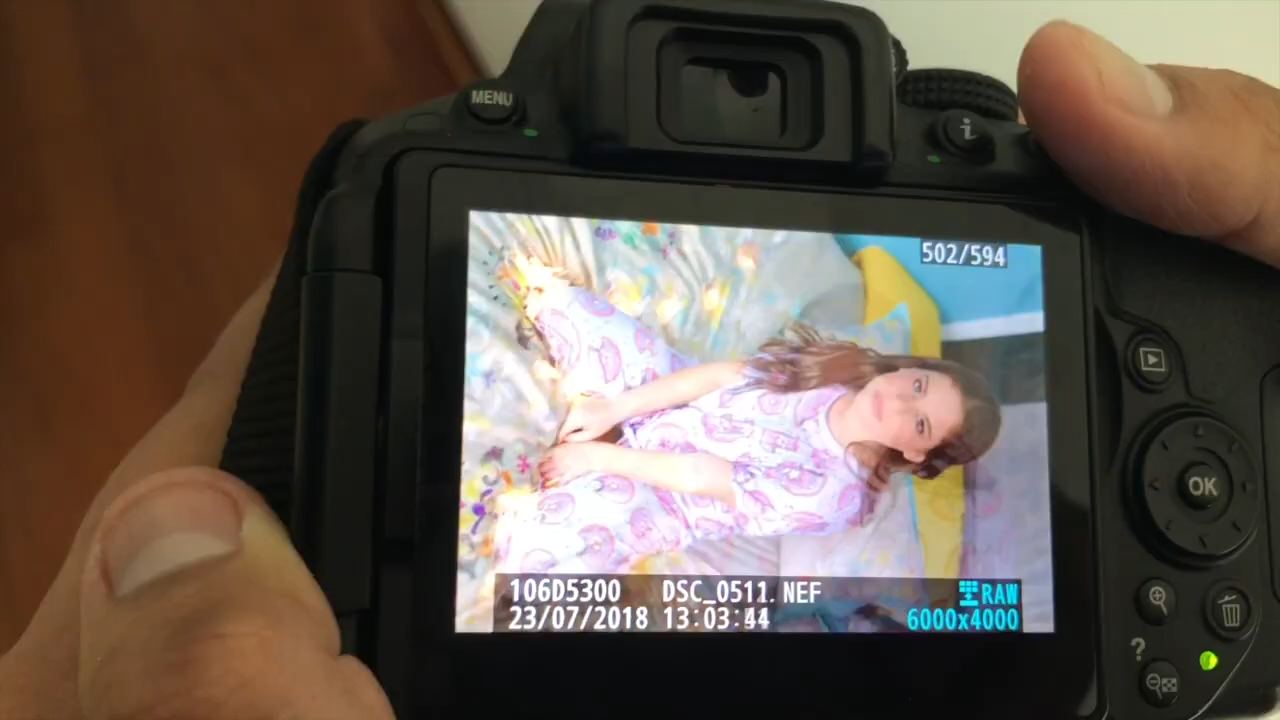 MENU
i
502/594
OK
106D5300 DSC_0511.NEF RAW
23/07/2018 13:03:44 6000x4000
?